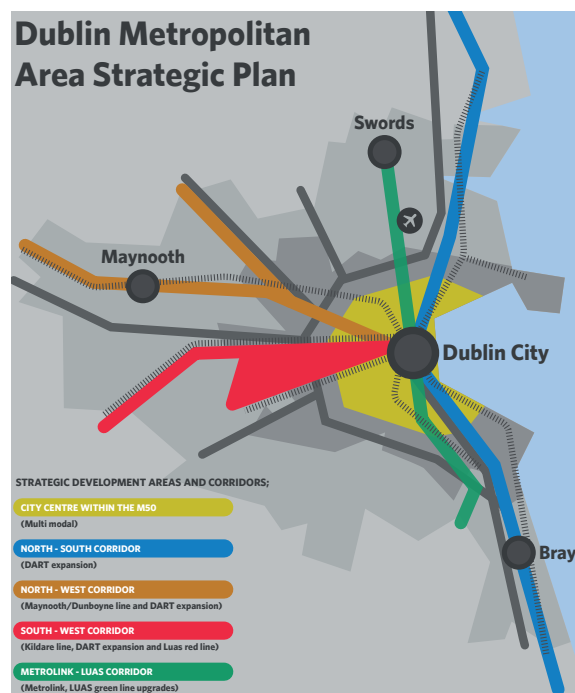 Dublin Metropolitan
Area Strategic Plan
Swords
Maynooth
Dublin City
Bray
STRATEGIC DEVELOPMENT AREAS AND CORRIDORS;
CITY CENTRE WITHIN THE M50
(Multi modal)
NORTH - SOUTH CORRIDOR
(DART expansion)
NORTH - WEST CORRIDOR
(Maynooth/Dunboyne line and DART expansion)
SOUTH - WEST CORRIDOR
(Kildare line, DART expansion and Luas red line)
METROLINK - LUAS CORRIDOR
(Metrolink, LUAS green line upgrades)